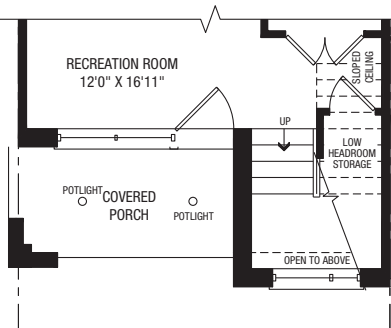 RECREATION ROOM
12'0" X 16'11"
SLOPED
CEILING
UP
LOW
HEADROOM
STORAGE
POTLIGHT
COVERED
PORCH
POTLIGHT
OPEN TO ABOVE